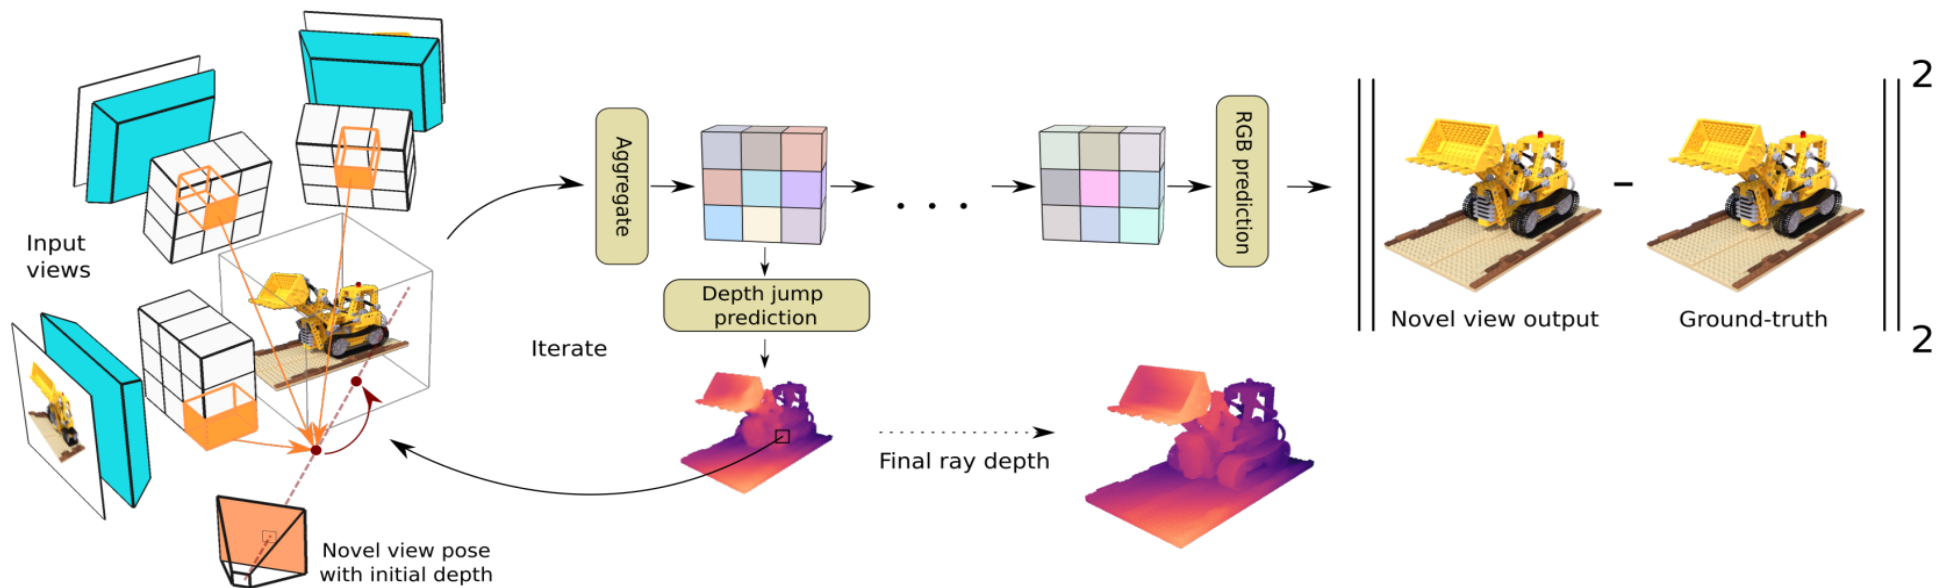 Input
views
Novel view pose
with initial depth
Iterate
Aggregate
Depth jump
prediction
. . .
Final ray depth
RGB prediction
Novel view output
–
Ground-truth
2
2